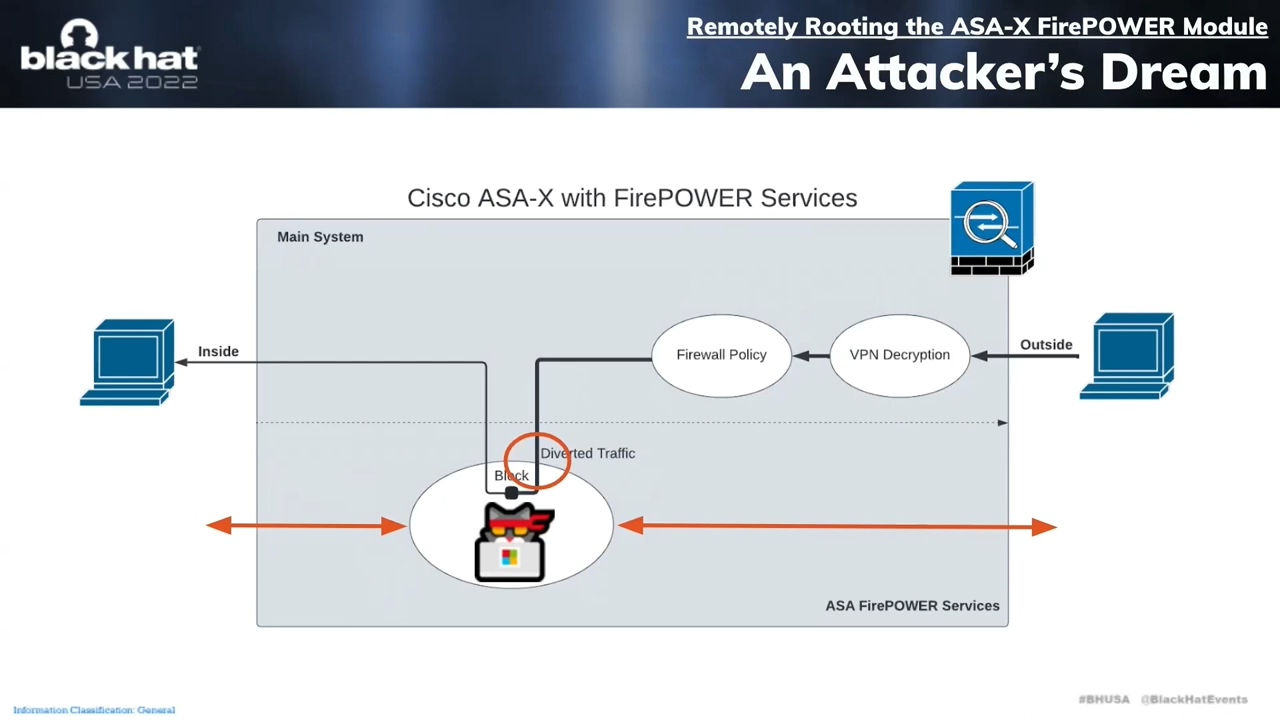 black hat
USA 2022
Remotely Rooting the ASA-X FirePOWER Module
An Attacker's Dream
Cisco ASA-X with FirePOWER Services
Main System
Inside
Firewall Policy
VPN Decryption
Outside
Diverted Traffic
Block
ASA FirePOWER Services
Information Classification: General
#BHUSA @BlackHatEvents